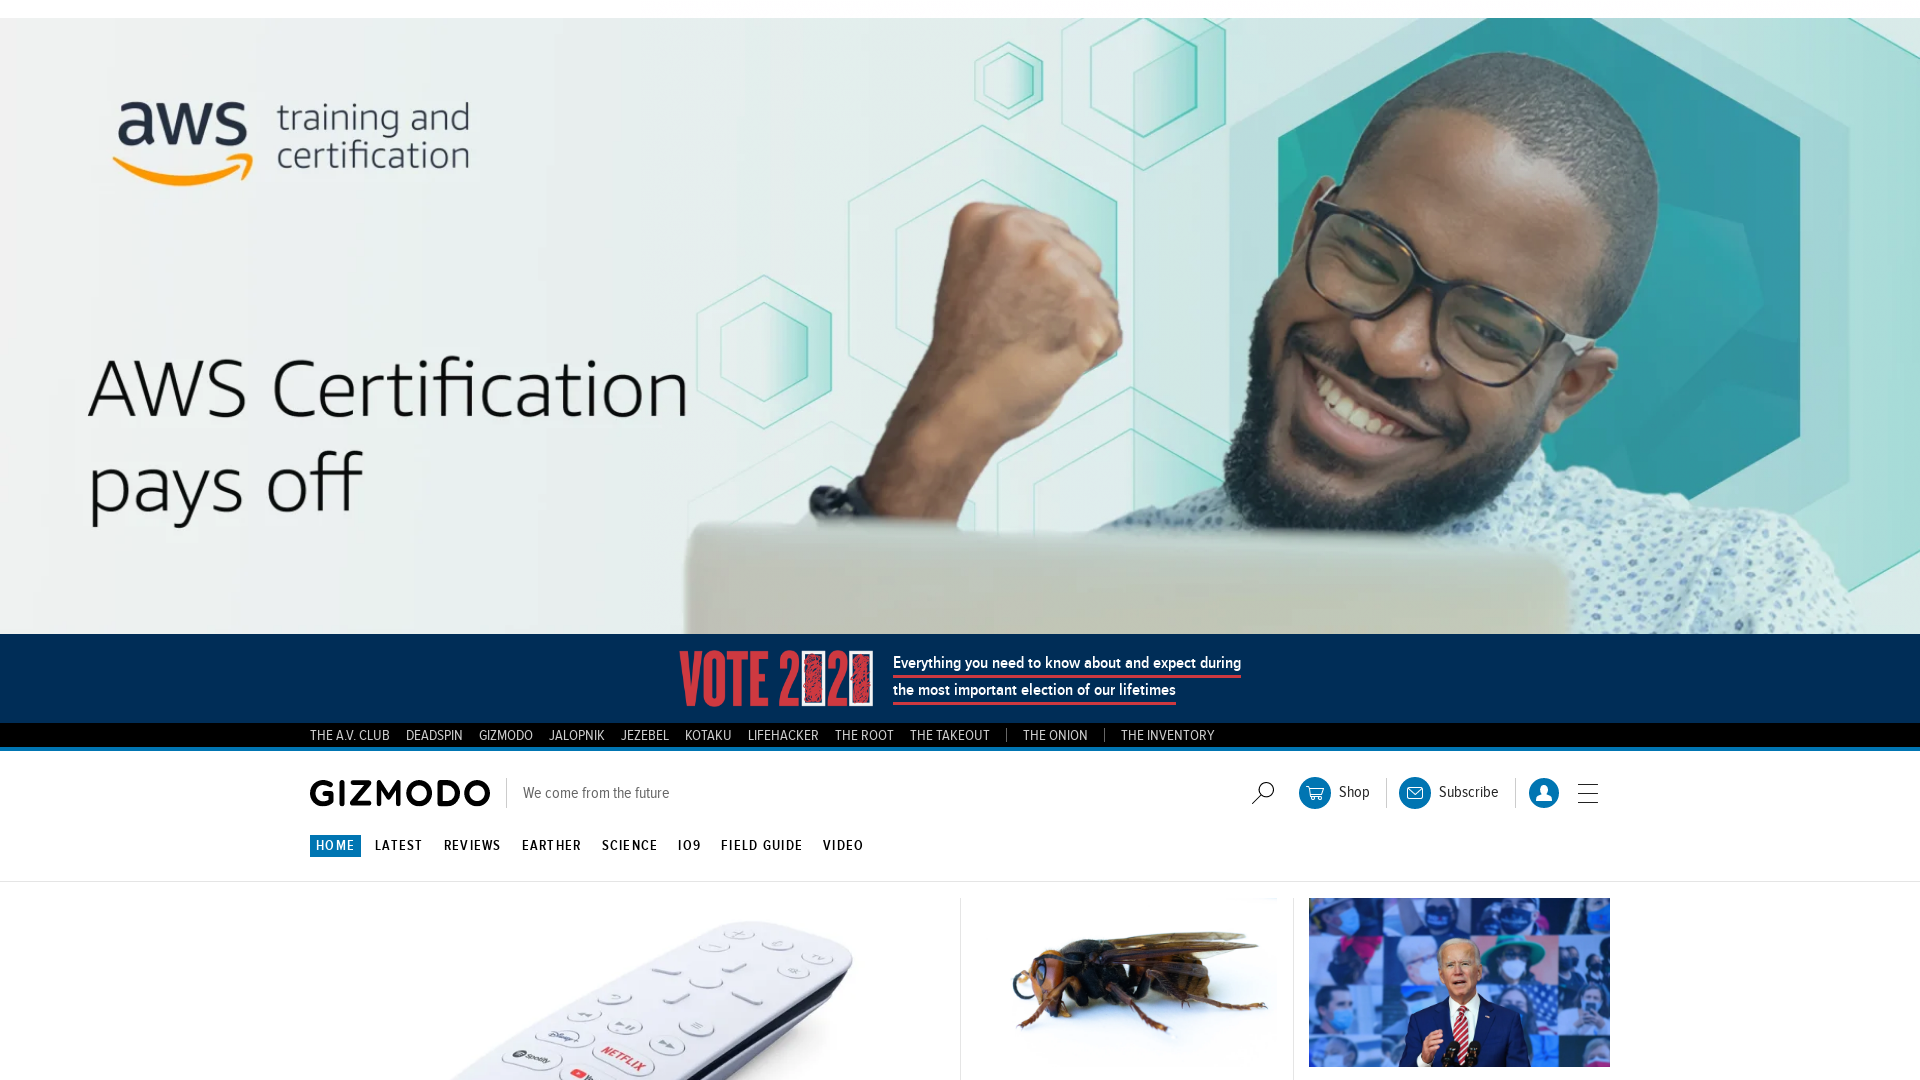 aws training and
certification
AWS Certification
pays off
VOTE 2020
Everything you need to know about and expect during
the most important election of our lifetimes
THE A.V. CLUB DEADSPIN GIZMODO JALOPNIK JEZEBEL KOTAKU LIFEHACKER THE ROOT THE TAKEOUT THE ONION THE INVENTORY
GIZMODO We come from the future Shop Subscribe
HOME LATEST REVIEWS EARTHER SCIENCE IO9 FIELD GUIDE VIDEO
TV
Disney
Spotify NETFLIX